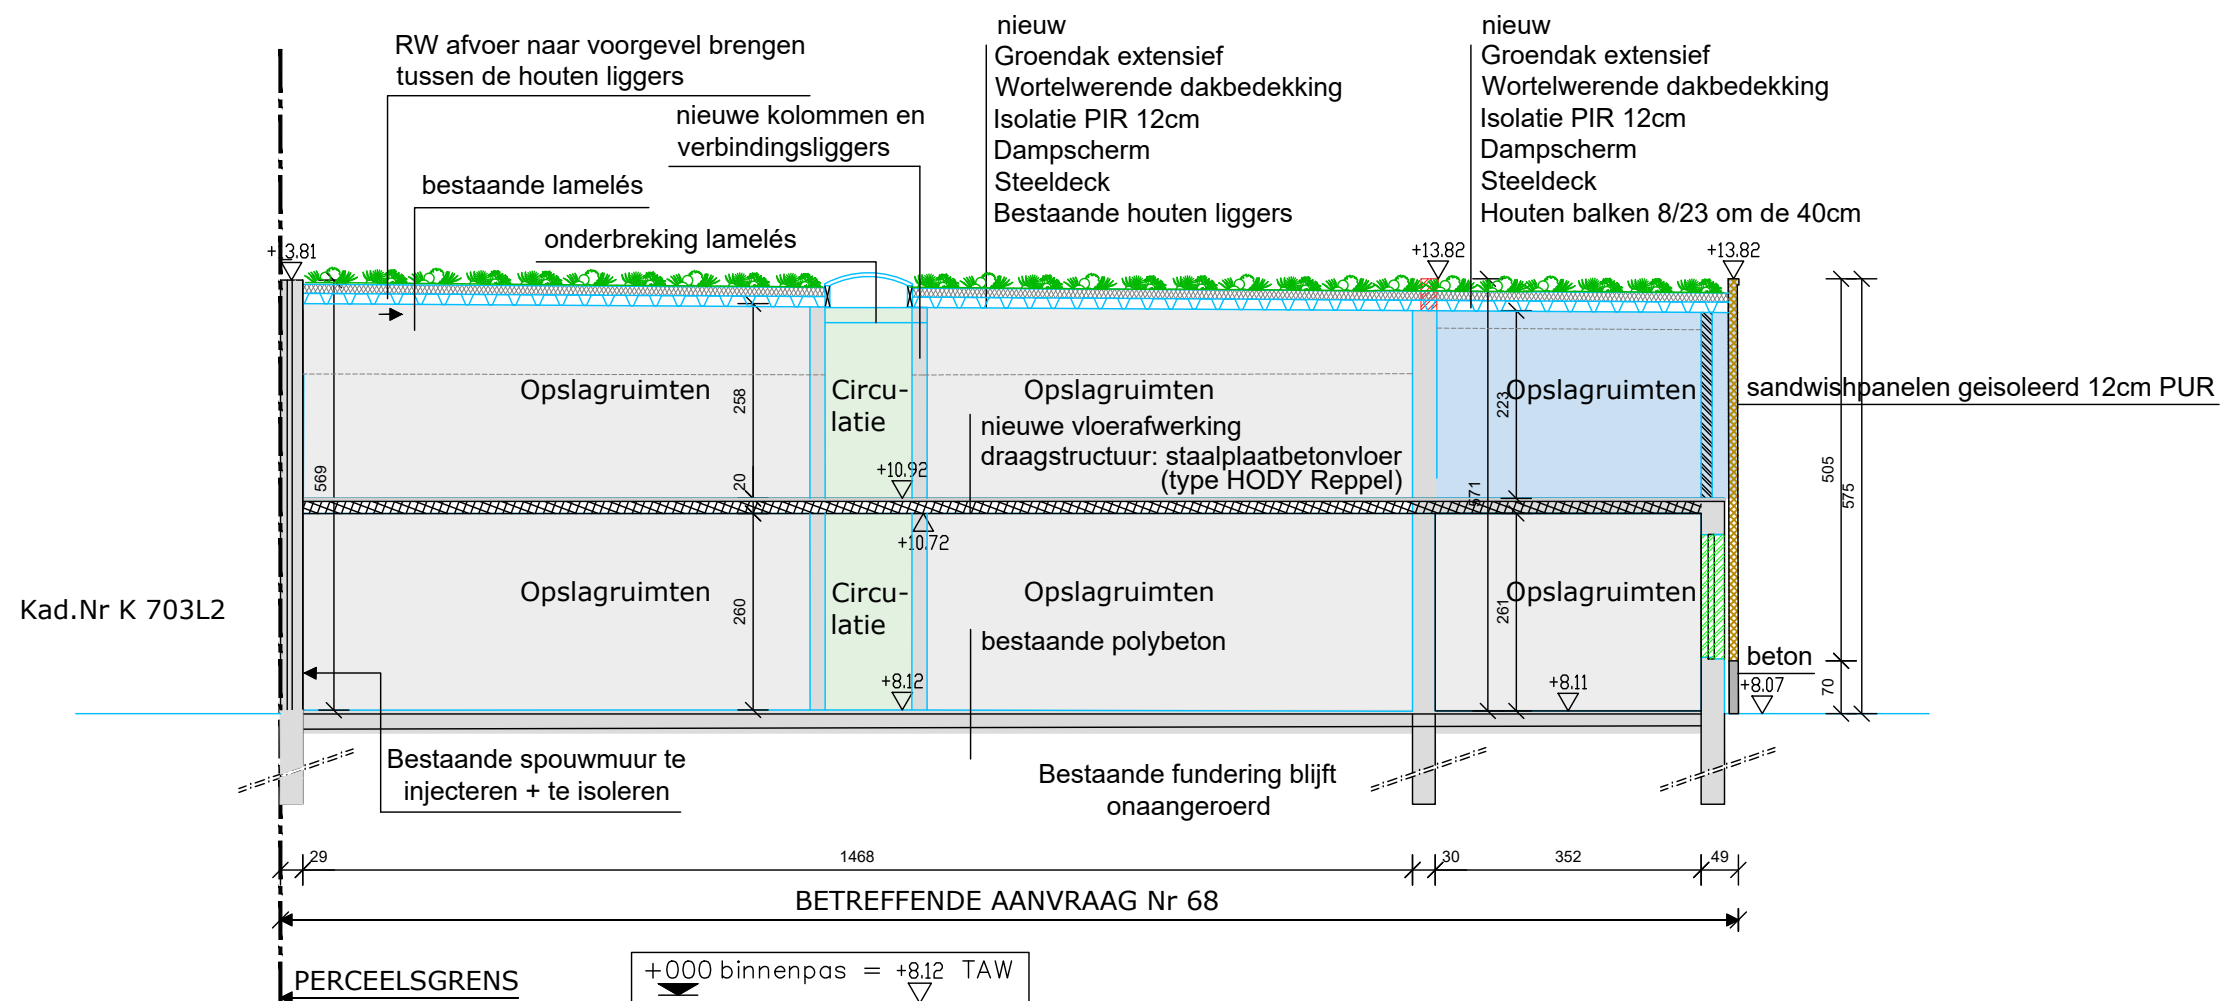 RW afvoer naar voorgevel brengen
tussen de houten liggers
nieuwe kolommen en
verbindingsliggers
bestaande lamelés
onderbreking lamelés
nieuw
Groendak extensief
Wortelwerende dakbedekking
Isolatie PIR 12cm
Dampscherm
Steeldeck
Bestaande houten liggers
nieuw
Groendak extensief
Wortelwerende dakbedekking
Isolatie PIR 12cm
Dampscherm
Steeldeck
Houten balken 8/23 om de 40cm
+13.81
+13.82
+13.82
Opslagruimten
258
Circu-
latie
Opslagruimten
223
Opslagruimten
sandwishpanelen geisoleerd 12cm PUR
nieuwe vloerafwerking
draagstructuur: staalplaatbetonvloer
(type HODY Reppel)
569
20
+10.92
571
505
575
+10.72
Opslagruimten
260
Circu-
latie
Opslagruimten
261
Opslagruimten
Kad.Nr K 703L2
bestaande polybeton
beton
+8.12
+8.11
+8.07
70
Bestaande spouwmuur te
injecteren + te isoleren
Bestaande fundering blijft
onaangeroerd
29
1468
30
352
49
BETREFFENDE AANVRAAG Nr 68
PERCEELSGRENS
+000 binnenpas = +8.12 TAW